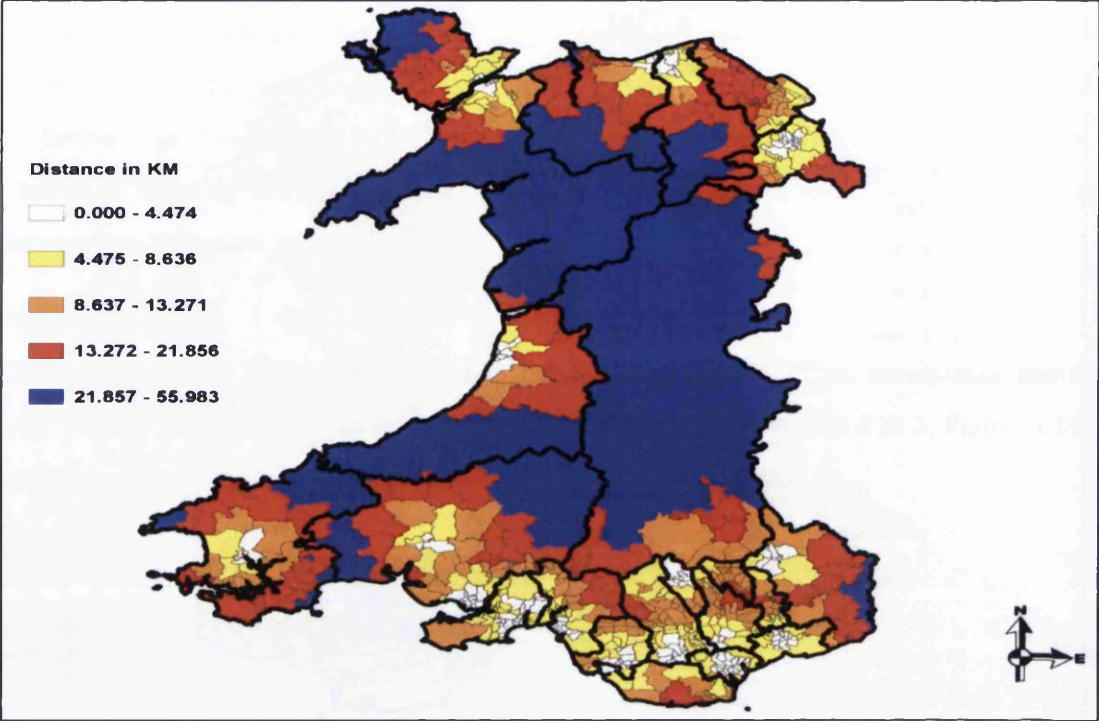 Distance in KM
0.000 - 4.474
4.475 - 8.636
8.637 - 13.271
13.272 - 21.856
21.857 - 55.983
N
E